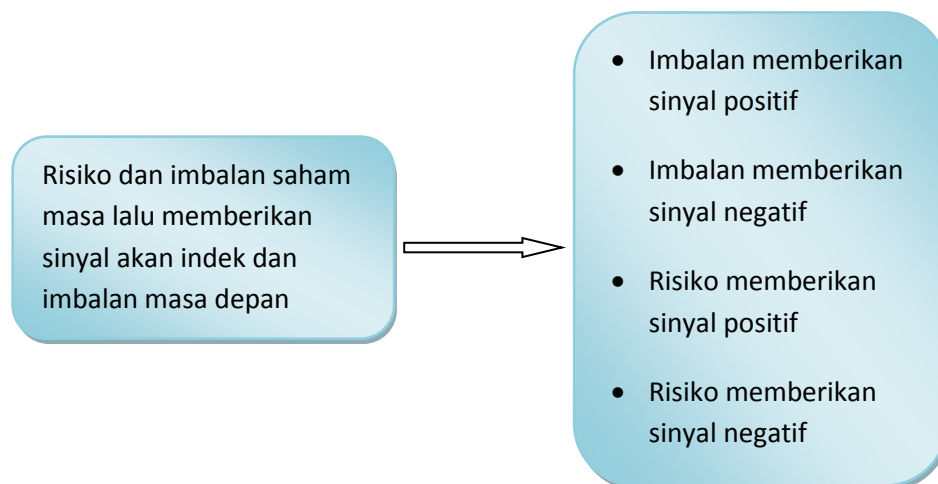 Risiko dan imbalan saham
masa lalu memberikan
sinyal akan indek dan
imbalan masa depan
• Imbalan memberikan
sinyal positif
• Imbalan memberikan
sinyal negatif
• Risiko memberikan
sinyal positif
• Risiko memberikan
sinyal negatif